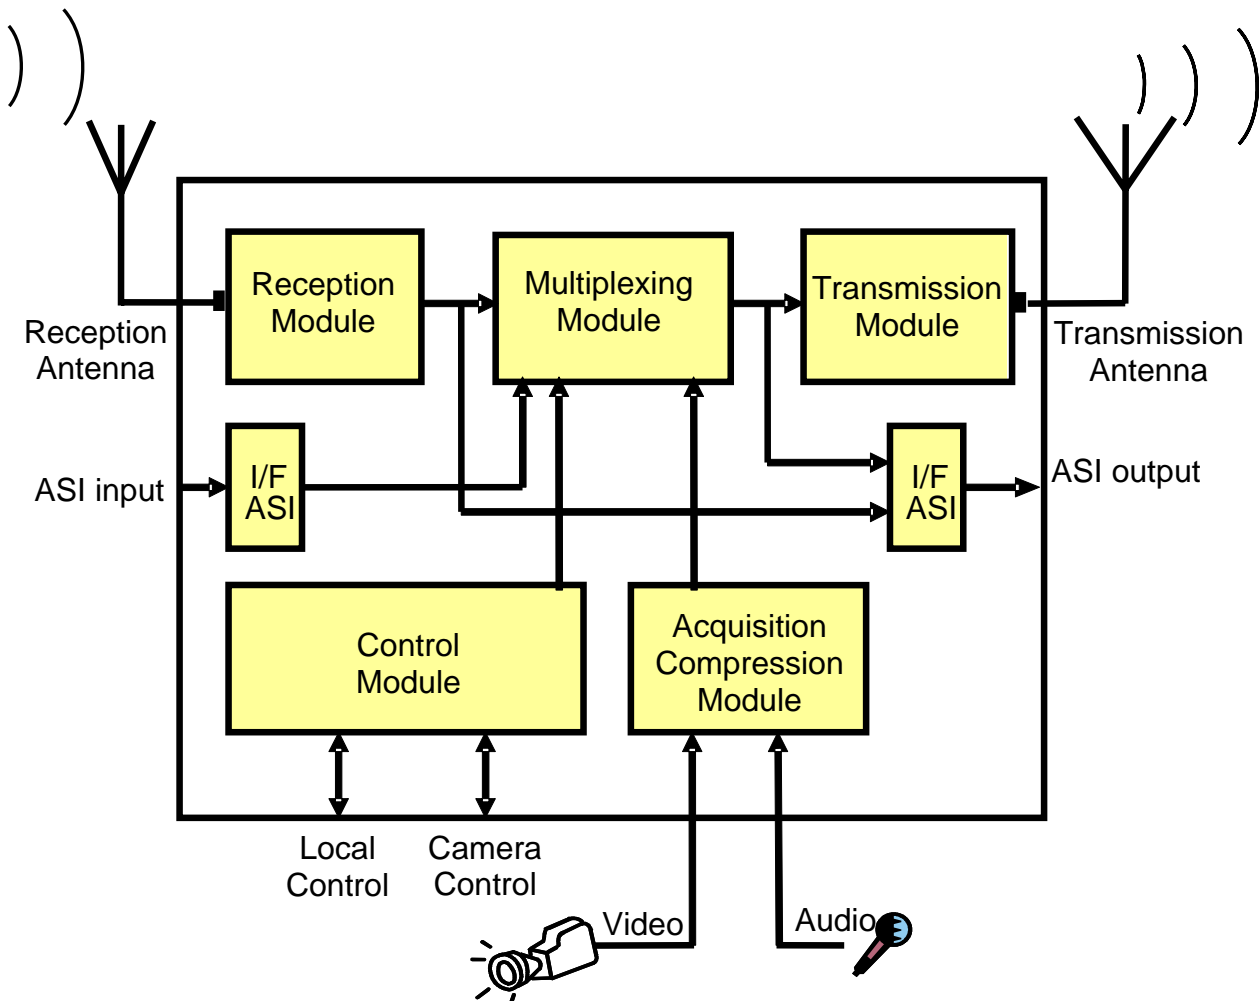 Reception
Module
Multiplexing
Module
Transmission
Module
Reception
Antenna
Transmission
Antenna
ASI input
I/F
ASI
I/F
ASI
ASI output
Control
Module
Acquisition
Compression
Module
Local
Control
Camera
Control
Video
Audio